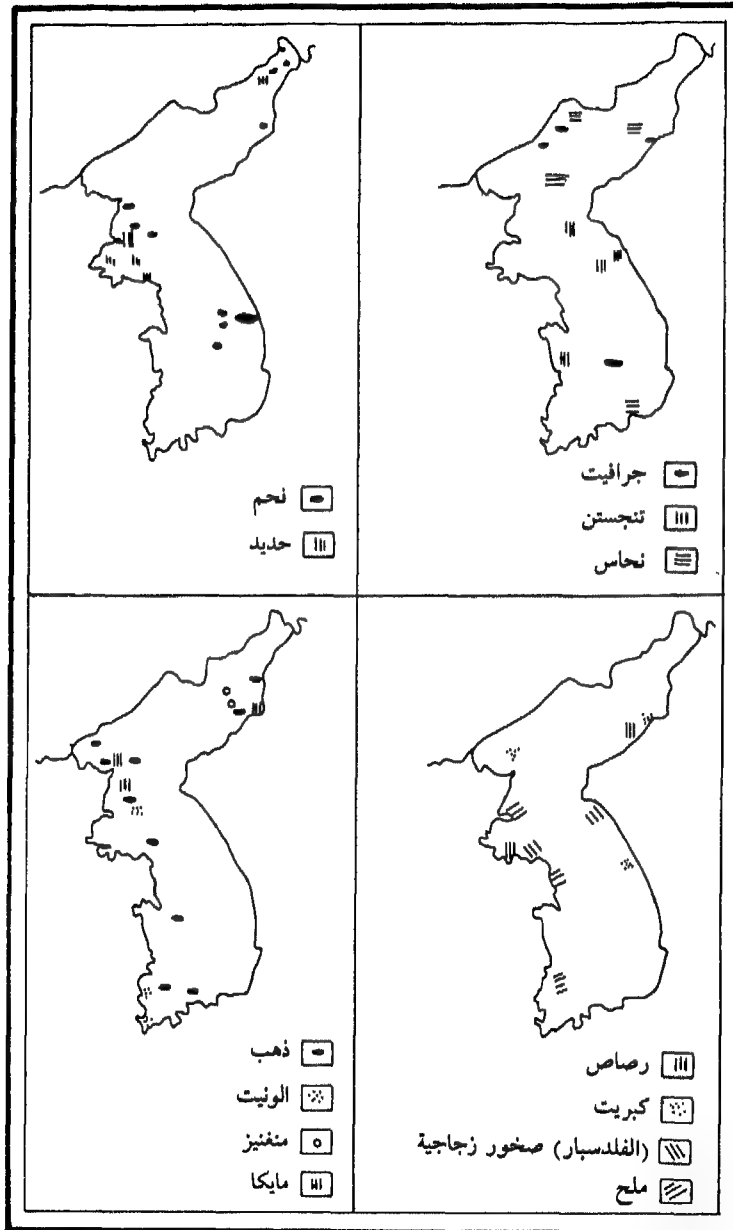 جرافيت
تنجستن
نحاس
فحم
حديد
رصاص
كبريت
(الفلدسبار) صخور زجاجية
ملح
ذهب
الونيت
منغنيز
مايكا